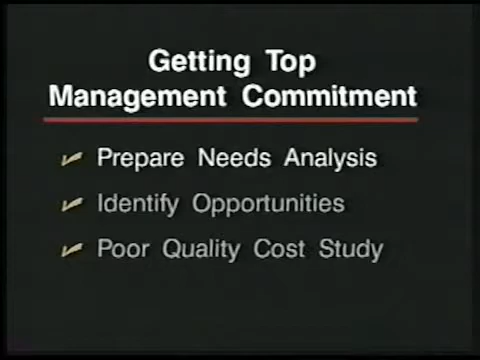 Getting Top
Management Commitment
Prepare Needs Analysis
Identify Opportunities
Poor Quality Cost Study